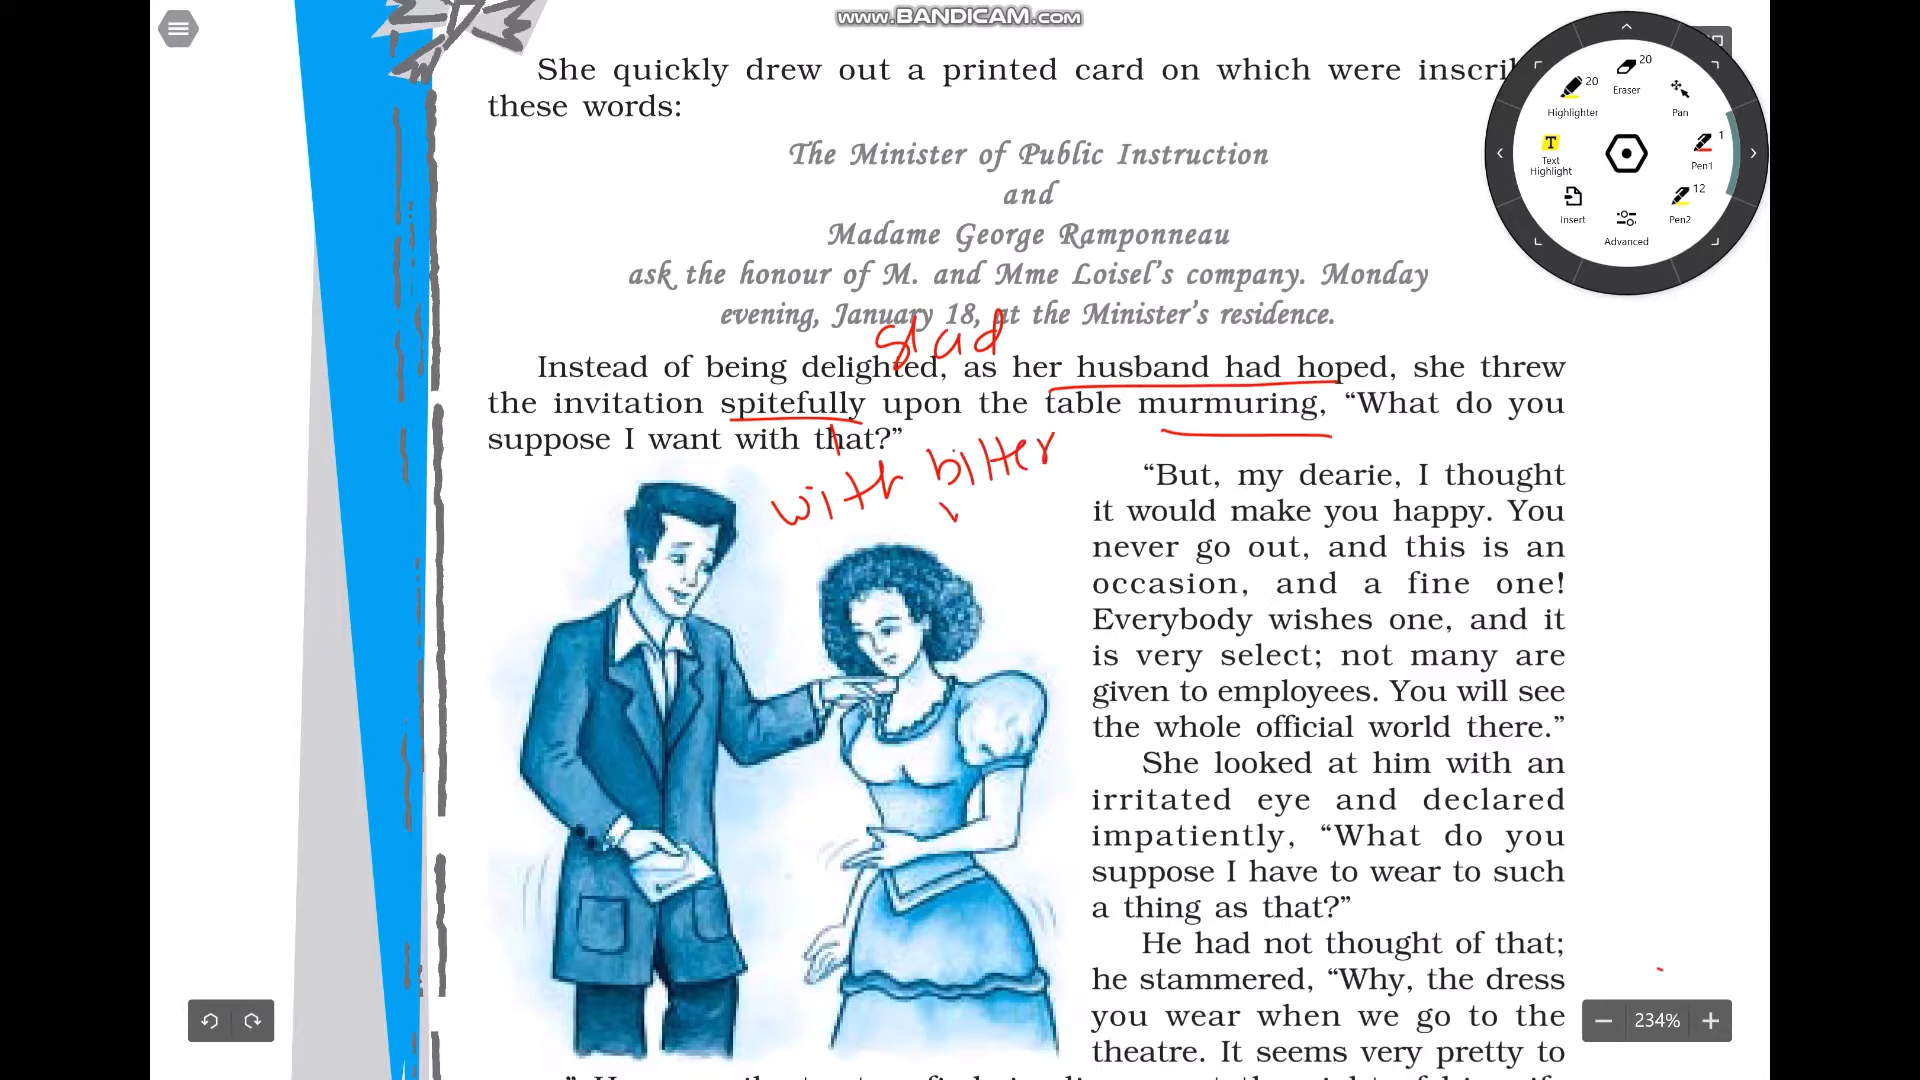 www.BANDICAM.com
She quickly drew out a printed card on which were inscri
these words:
The Minister of Public Instruction
and
Madame George Ramponneau
ask the honour of M. and Mme Loisel's company. Monday
evening, January 18, at the Minister's residence.
glad
Instead of being delighted, as her husband had hoped, she threw
the invitation spitefully upon the table murmuring, “What do you
suppose I want with that?”
with bitter
“But, my dearie, I thought
it would make you happy. You
never go out, and this is an
occasion, and a fine one!
Everybody wishes one, and it
is very select; not many are
given to employees. You will see
the whole official world there.”
She looked at him with an
irritated eye and declared
impatiently, “What do you
suppose I have to wear to such
a thing as that?”
He had not thought of that;
he stammered, “Why, the dress
you wear when we go to the
theatre. It seems very pretty to
20
Eraser
20
Highlighter
Pan
T
Text
Highlight
1
Pen1
Insert
12
Pen2
Advanced
234%